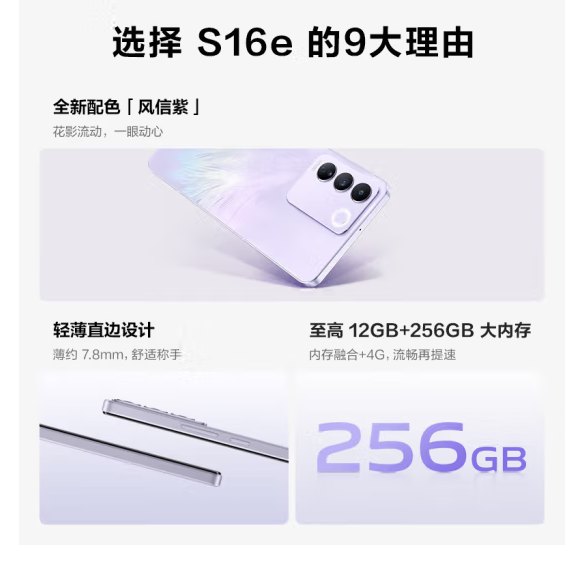 选择 S16e 的9大理由
全新配色「风信紫」
花影流动，一眼动心
轻薄直边设计
薄约 7.8mm，舒适称手
至高 12GB+256GB 大内存
内存融合+4G，流畅再提速
256GB